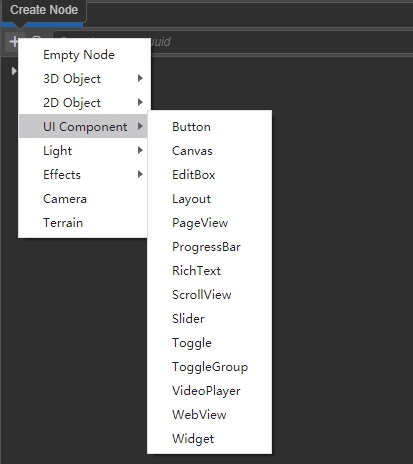 Create Node
uuid
Empty Node
3D Object
2D Object
UI Component
Light
Effects
Camera
Terrain
Button
Canvas
EditBox
Layout
PageView
ProgressBar
RichText
ScrollView
Slider
Toggle
ToggleGroup
VideoPlayer
WebView
Widget